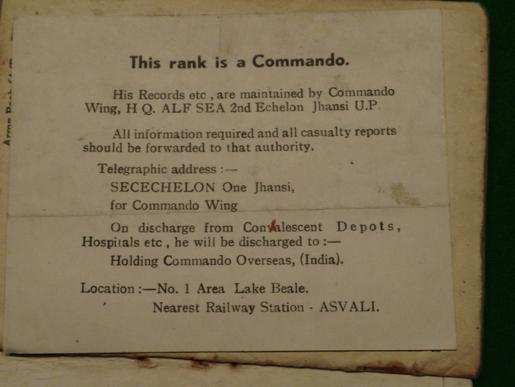 This rank is a Commando.
His Records etc , are maintained by Commando
Wing, H Q. ALF SEA 2nd Echelon Jhansi U.P.
All information required and all casualty reports
should be forwarded to that authority.
Telegraphic address :—
SECECHELON One Jhansi,
for Commando Wing
On discharge from Convalescent Depots,
Hospitals etc , he will be discharged to :—
Holding Commando Overseas, (India).
Location :—No. 1 Area Lake Beale.
Nearest Railway Station - ASVALI.